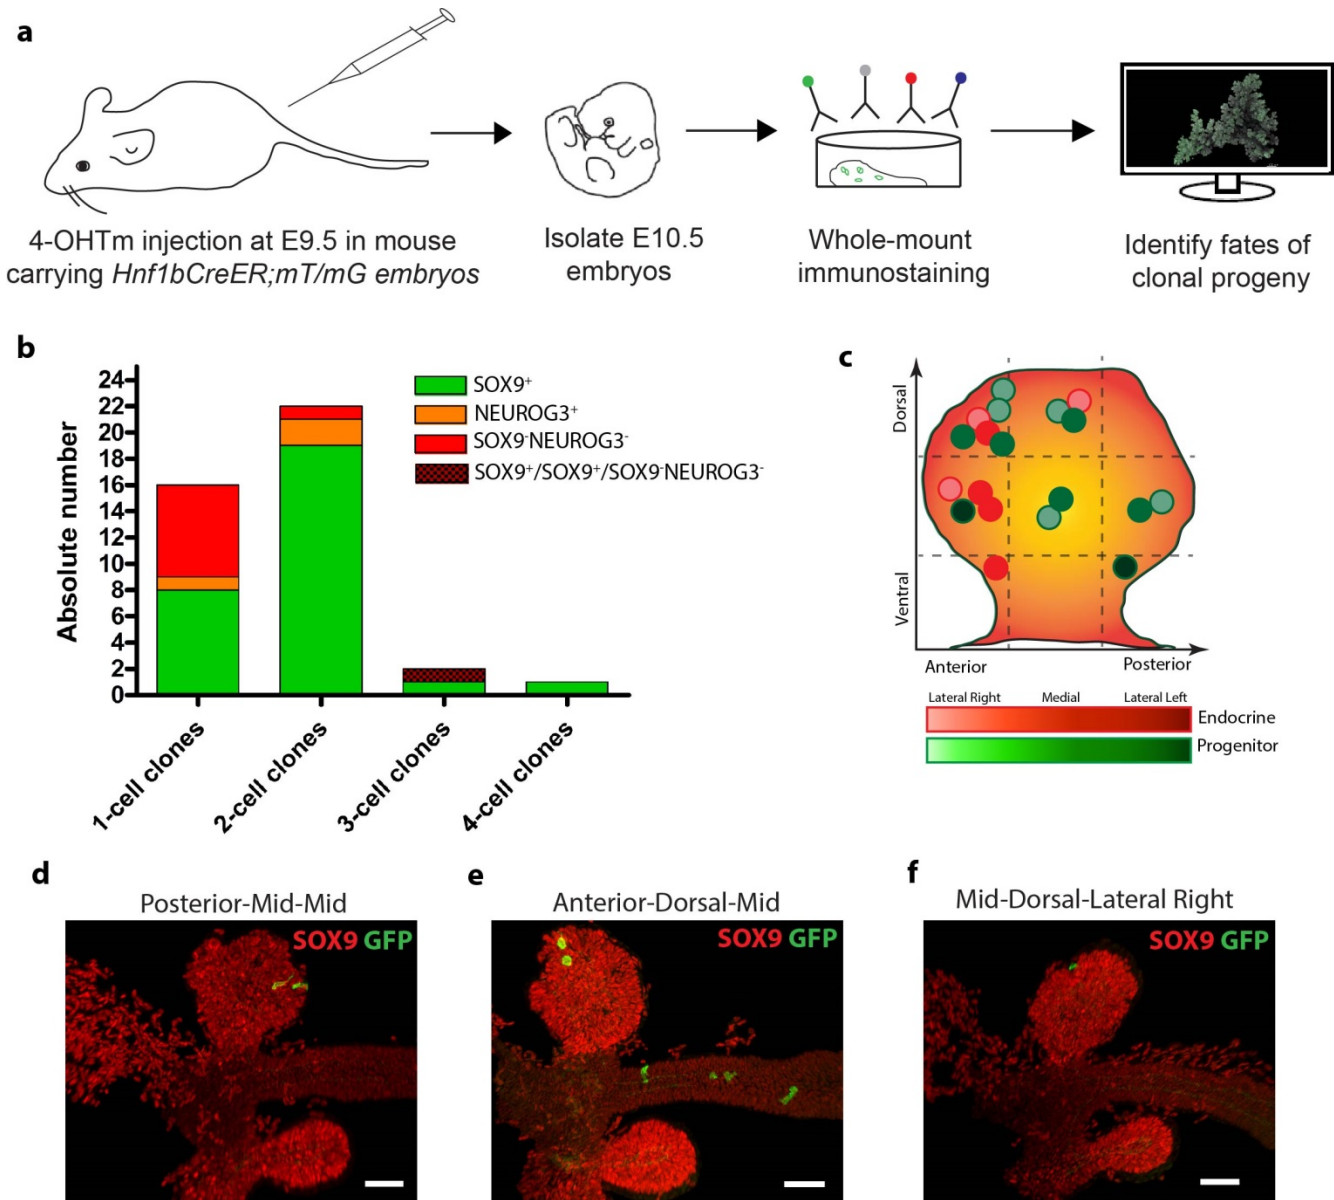 a
4-OHTm injection at E9.5 in mouse
carrying Hnf1bCreER;mT/mG embryos
Isolate E10.5
embryos
Whole-mount
immunostaining
Identify fates of
clonal progeny
b
Absolute number
24
22
20
18
16
14
12
10
8
6
4
2
0
1-cell clones
2-cell clones
3-cell clones
4-cell clones
SOX9⁺
NEUROG3⁺
SOX9⁻NEUROG3⁻
SOX9⁺/SOX9⁺/SOX9⁻NEUROG3⁻
c
Dorsal
Ventral
Anterior
Posterior
Lateral Right Medial Lateral Left
Endocrine
Progenitor
d
Posterior-Mid-Mid
SOX9 GFP
e
Anterior-Dorsal-Mid
SOX9 GFP
f
Mid-Dorsal-Lateral Right
SOX9 GFP